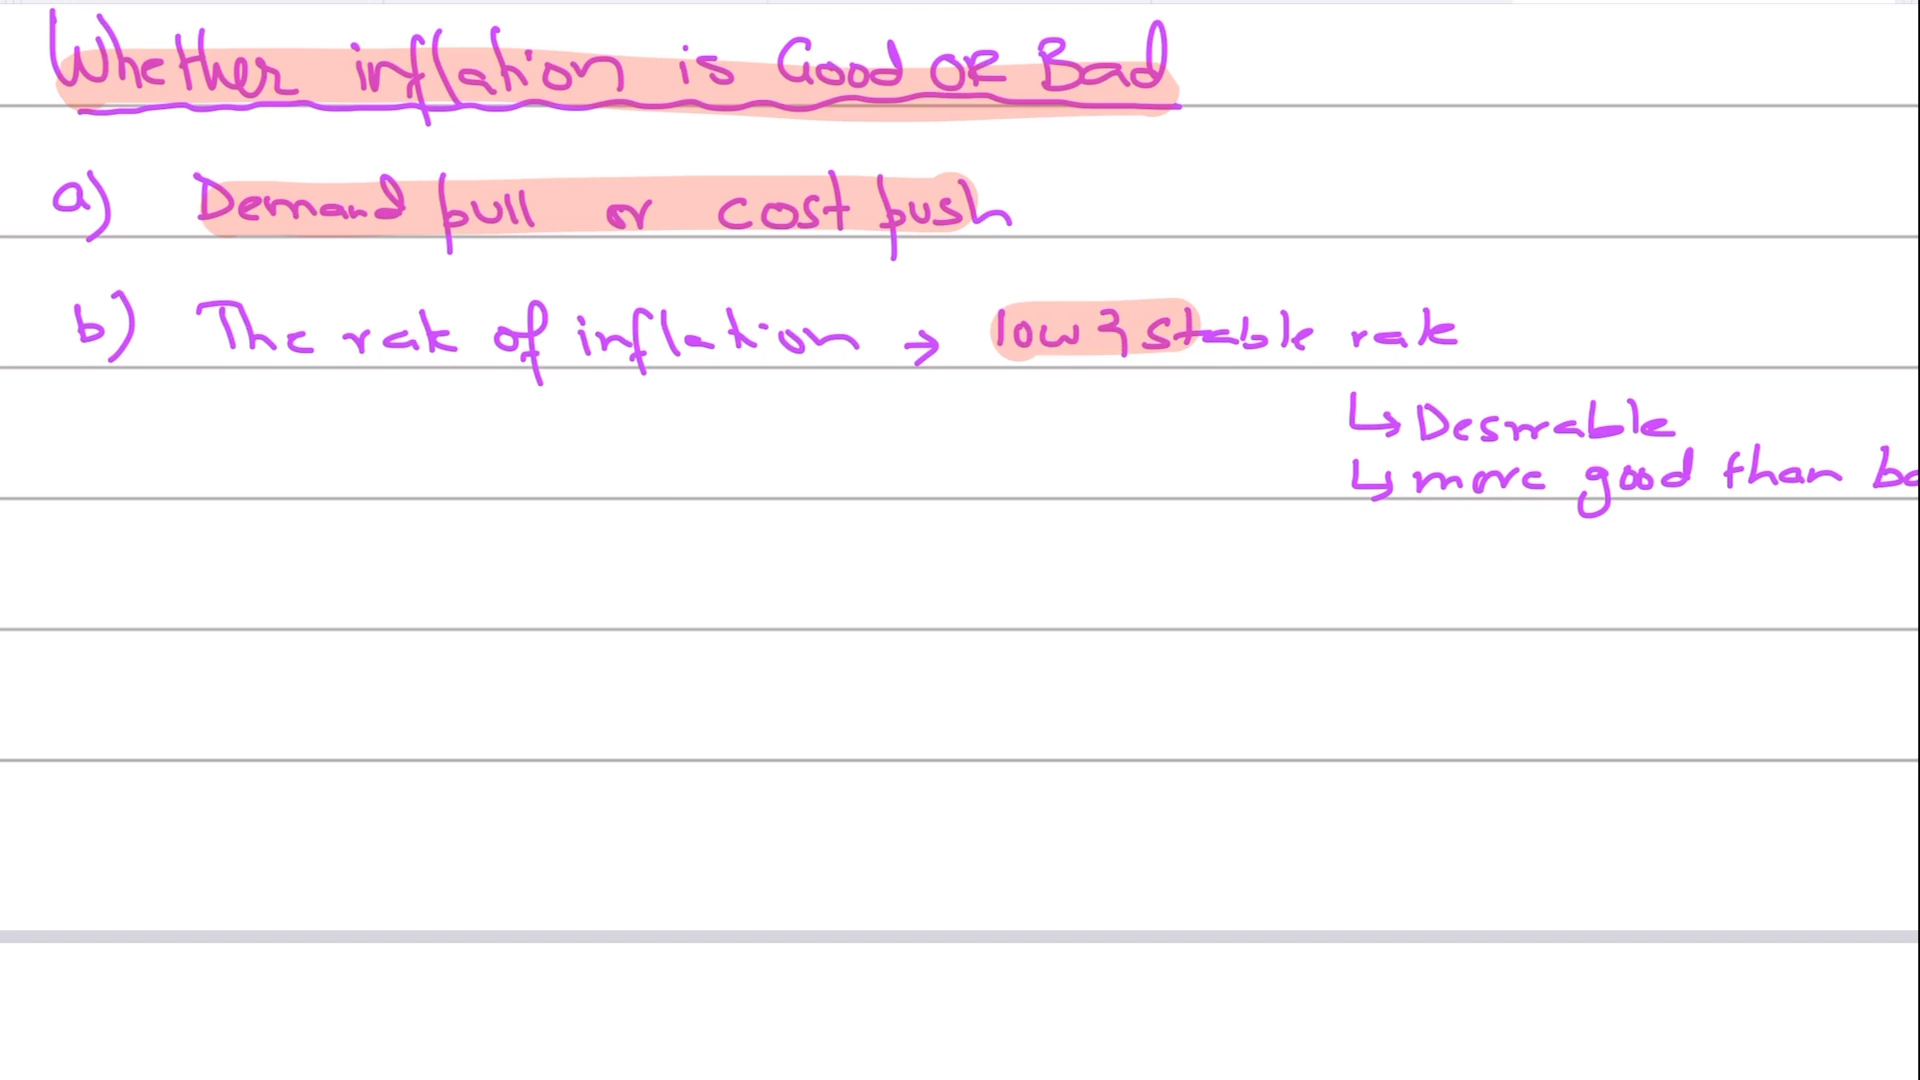 Whether inflation is Good OR Bad
a) Demand pull or cost push
b) The rate of inflation → low & stable rate
↳ Desirable
↳ more good than